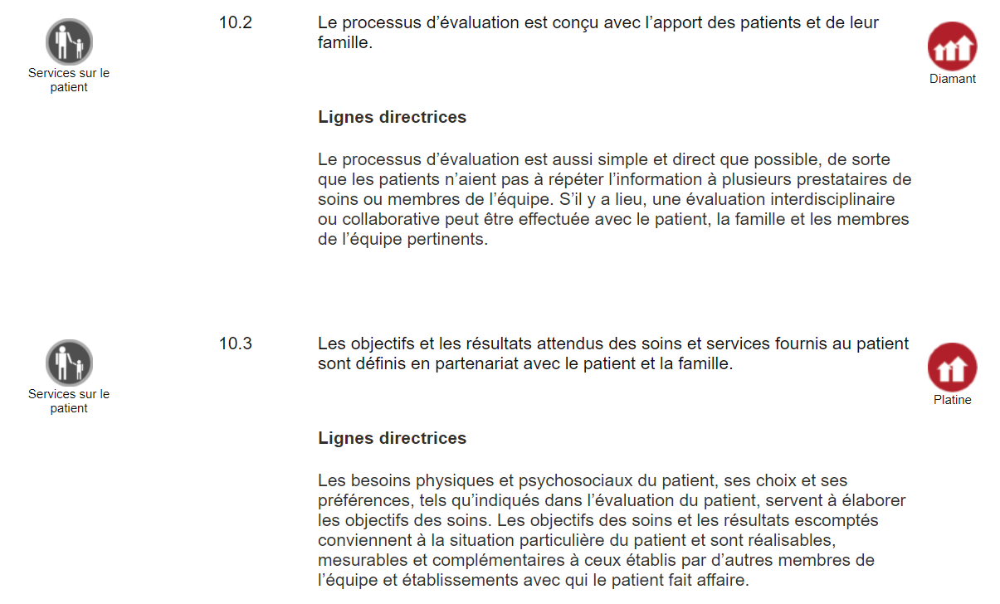 10.2
Le processus d’évaluation est conçu avec l’apport des patients et de leur
famille.
Services sur le
patient
Diamant
Lignes directrices
Le processus d’évaluation est aussi simple et direct que possible, de sorte
que les patients n’aient pas à répéter l’information à plusieurs prestataires de
soins ou membres de l’équipe. S’il y a lieu, une évaluation interdisciplinaire
ou collaborative peut être effectuée avec le patient, la famille et les membres
de l’équipe pertinents.
10.3
Les objectifs et les résultats attendus des soins et services fournis au patient
sont définis en partenariat avec le patient et la famille.
Services sur le
patient
Platine
Lignes directrices
Les besoins physiques et psychosociaux du patient, ses choix et ses
préférences, tels qu’indiqués dans l’évaluation du patient, servent à élaborer
les objectifs des soins. Les objectifs des soins et les résultats escomptés
conviennent à la situation particulière du patient et sont réalisables,
mesurables et complémentaires à ceux établis par d’autres membres de
l’équipe et établissements avec qui le patient fait affaire.